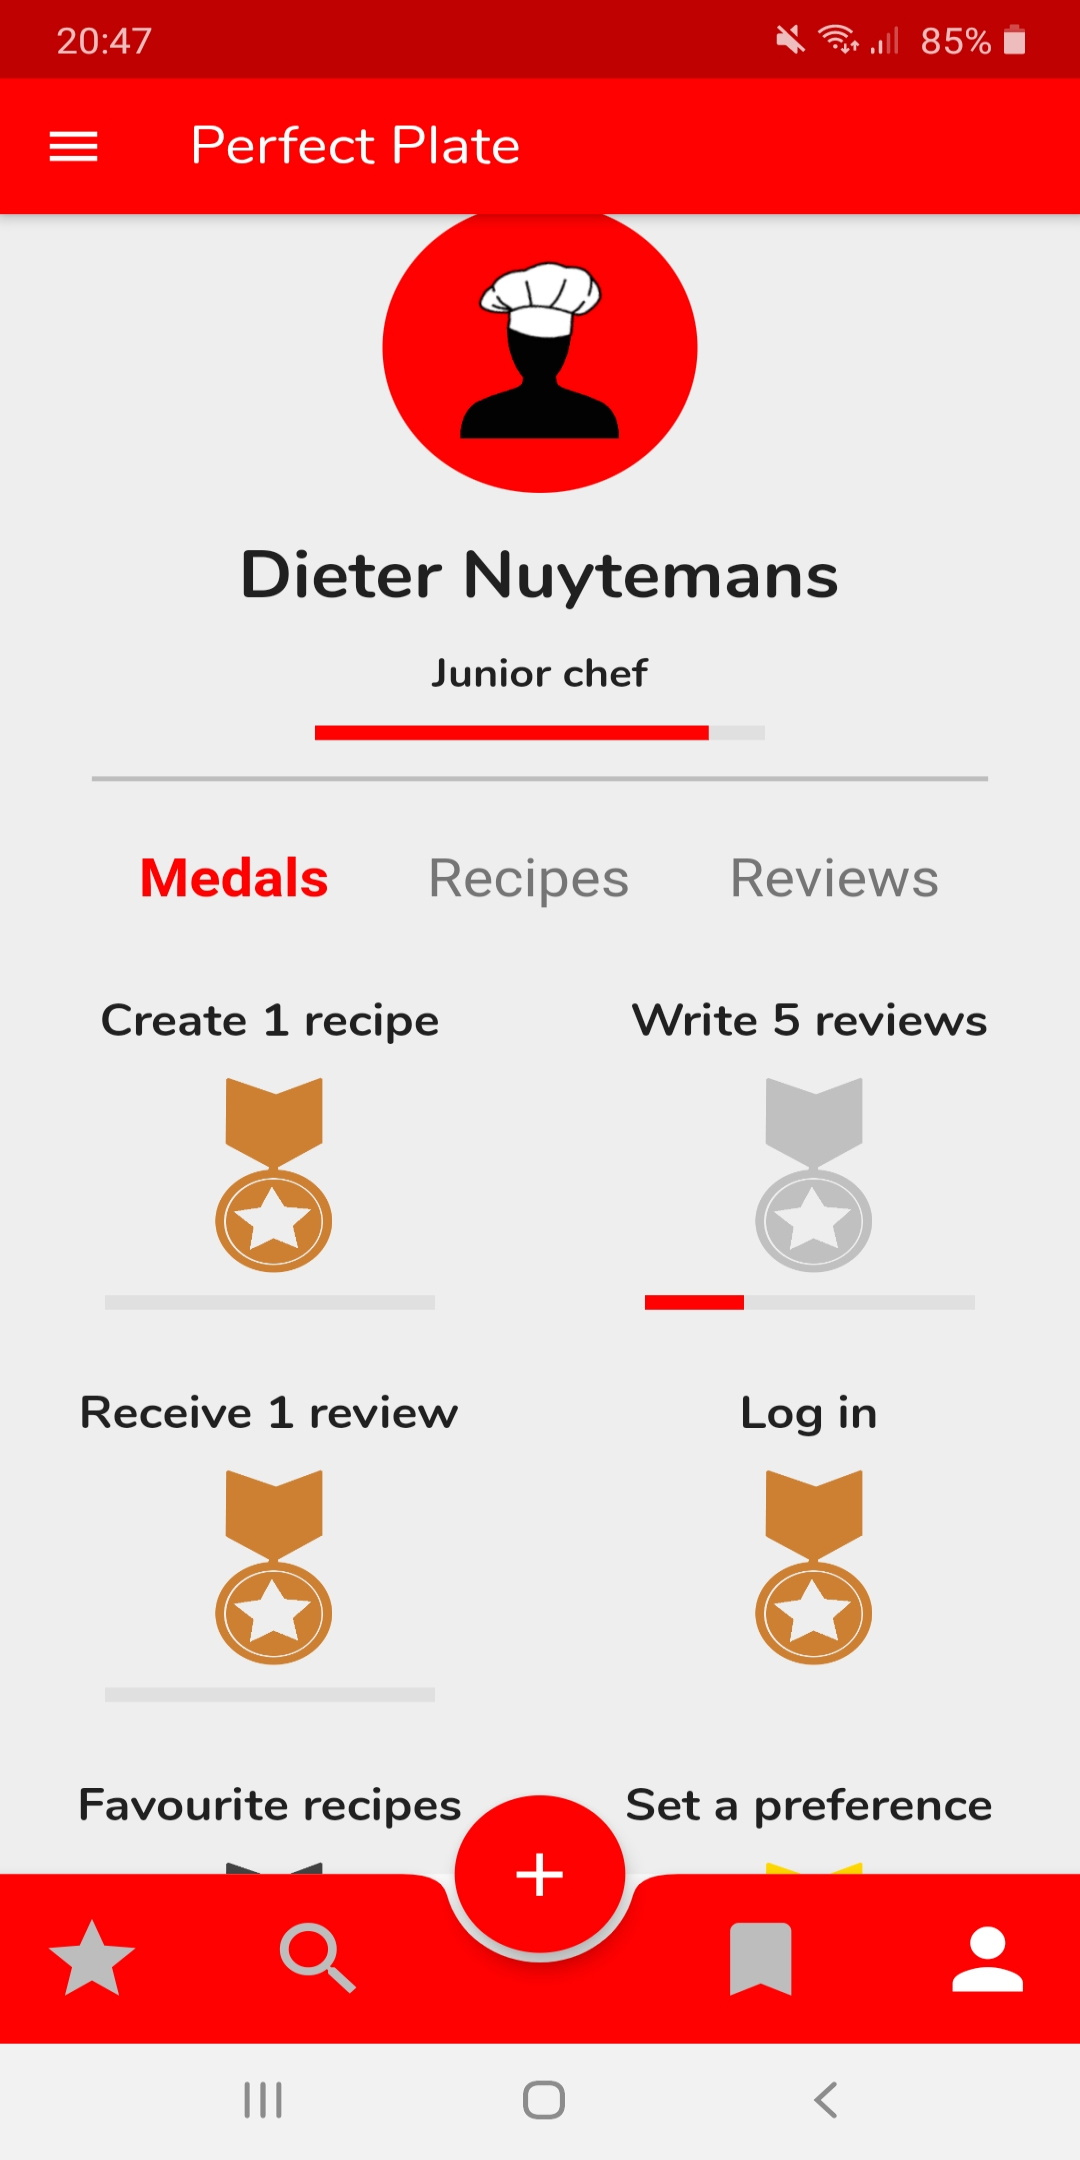 20:47 85%
Perfect Plate
Dieter Nuytemans
Junior chef
Medals Recipes Reviews
Create 1 recipe Write 5 reviews
Receive 1 review Log in
Favourite recipes Set a preference